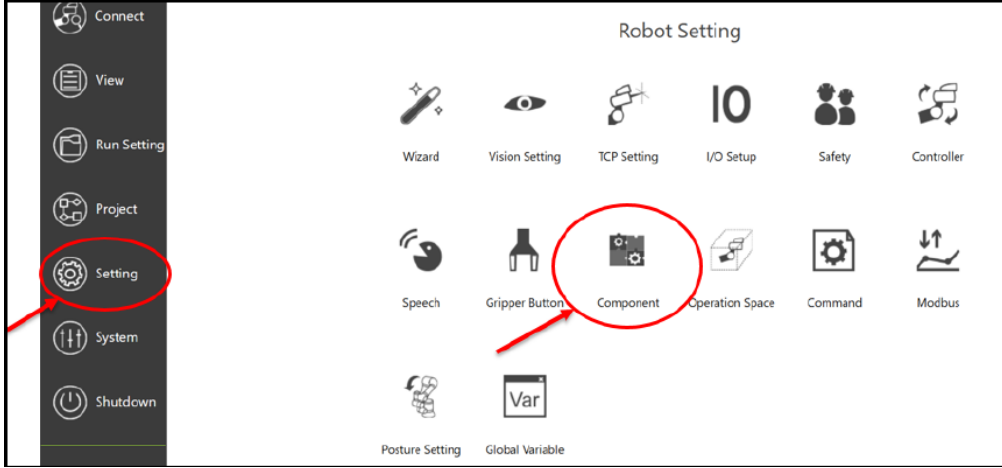 Connect
View
Run Setting
Project
Setting
System
Shutdown
Robot Setting
Wizard
Vision Setting
TCP Setting
IO
I/O Setup
Safety
Controller
Speech
Gripper Button
Component
Operation Space
Command
Modbus
Posture Setting
Var
Global Variable